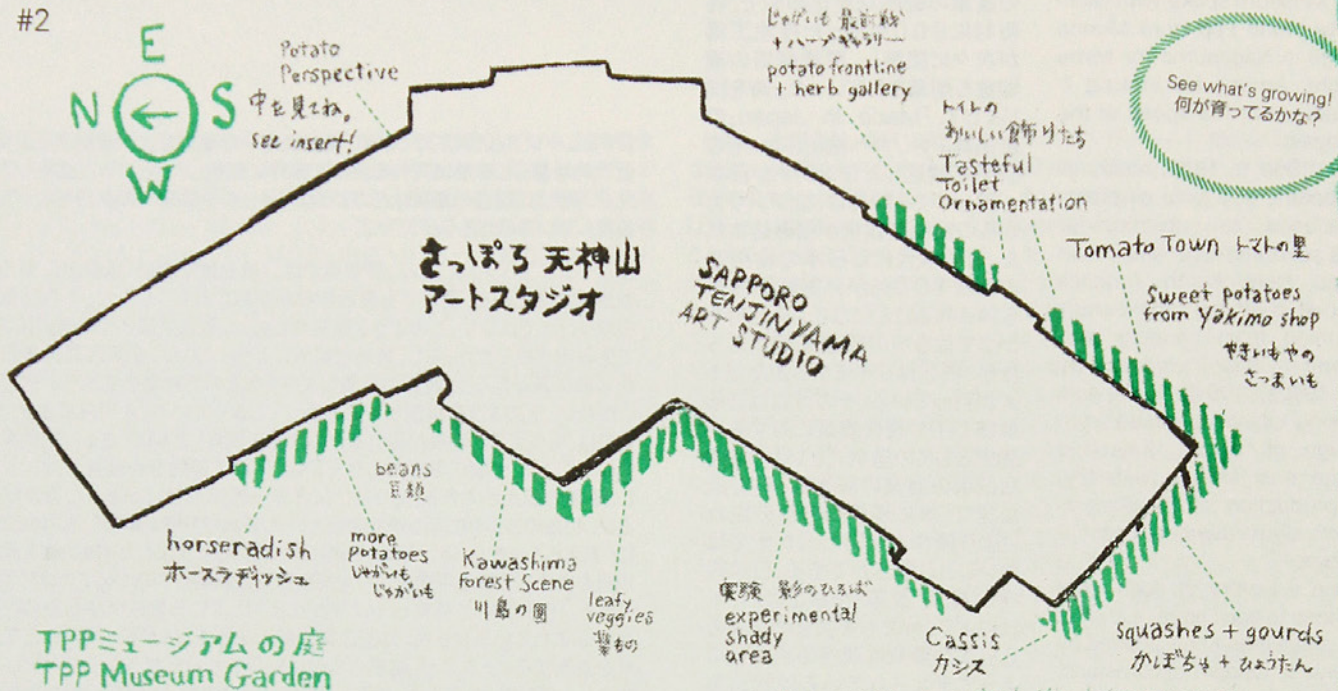 #2
E
N
S
W
Potato
Perspective
中を見てね。
see insert!
じゃがいも 最前線
+ ハーブギャラリー
potato frontline
+ herb gallery
See what's growing!
何が育ってるかな?
トイレの
おいしい飾りたち
Tasteful
Toilet
Ornamentation
Tomato Town トマトの里
Sweet potatoes
from Yakimo shop
やきいもやの
さつまいも
さっぽろ 天神山
アートスタジオ
SAPPORO
TENJINYAMA
ART STUDIO
beans
豆類
horseradish
ホースラディッシュ
more
potatoes
じゃがいも
じゃがいも
Kawashima
Forest Scene
川島の
leafy
veggies
葉もの
実験 影のひろば
experimental
shady
area
Cassis
カシス
squashes + gourds
かぼちゃ + ひょうたん
TPPミュージアムの庭
TPP Museum Garden